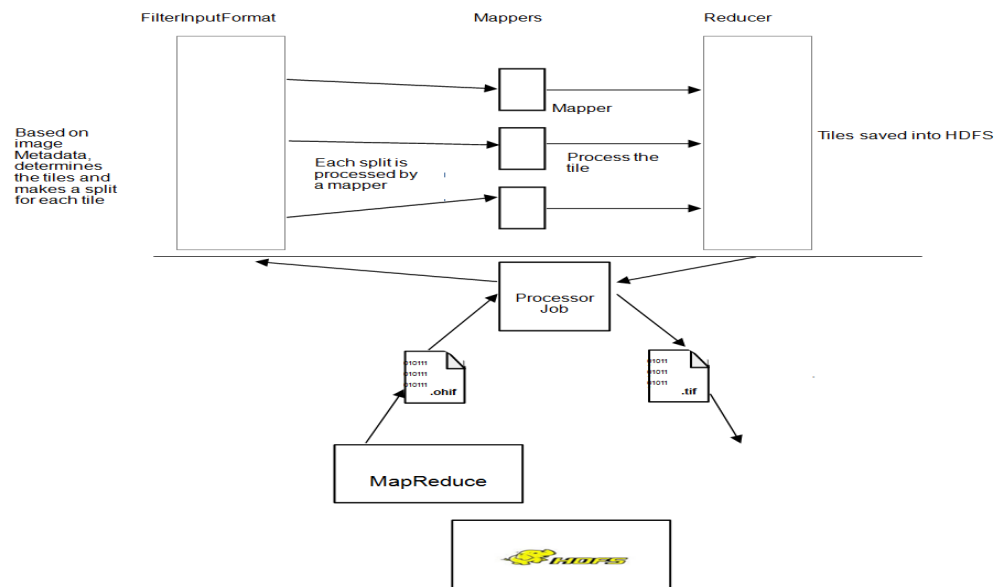 FilterInputFormat
Mappers
Reducer
Mapper
Based on
image
Metadata,
determines
the tiles and
makes a split
for each tile
Each split is
processed by
a mapper
Process the
tile
Tiles saved into HDFS
Processor
Job
010111
010111
010111
.ohif
01011
01011
01011
.tif
MapReduce
HDFS